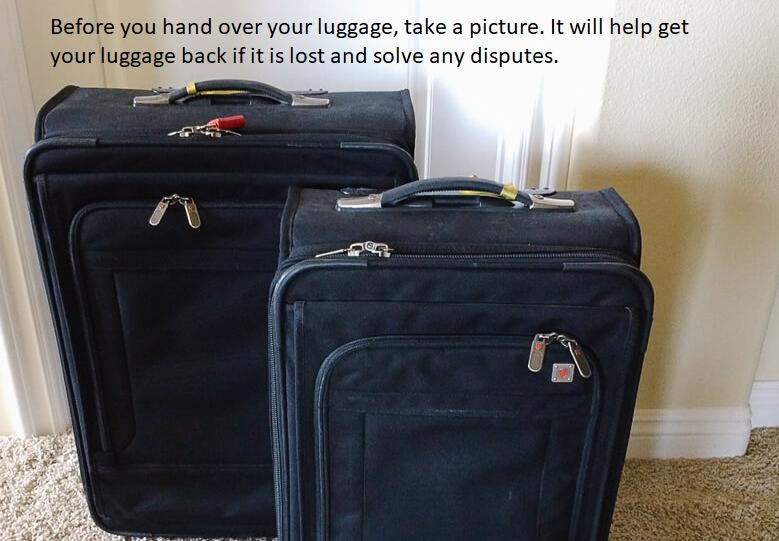 Before you hand over your luggage, take a picture. It will help get
your luggage back if it is lost and solve any disputes.